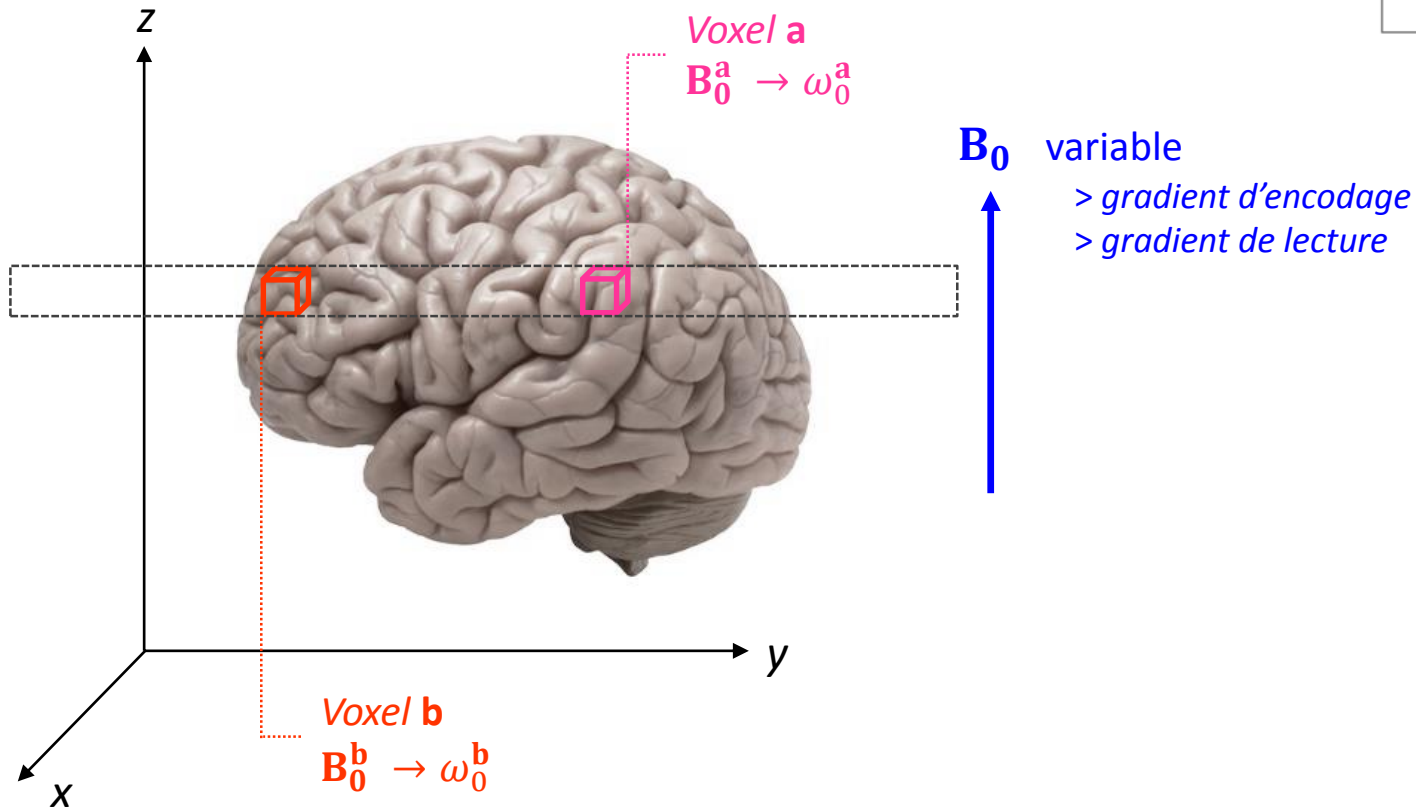 z
Voxel a
B₀ᵃ → ω₀ᵃ
B₀ variable
> gradient d'encodage
> gradient de lecture
y
Voxel b
B₀ᵇ → ω₀ᵇ
x